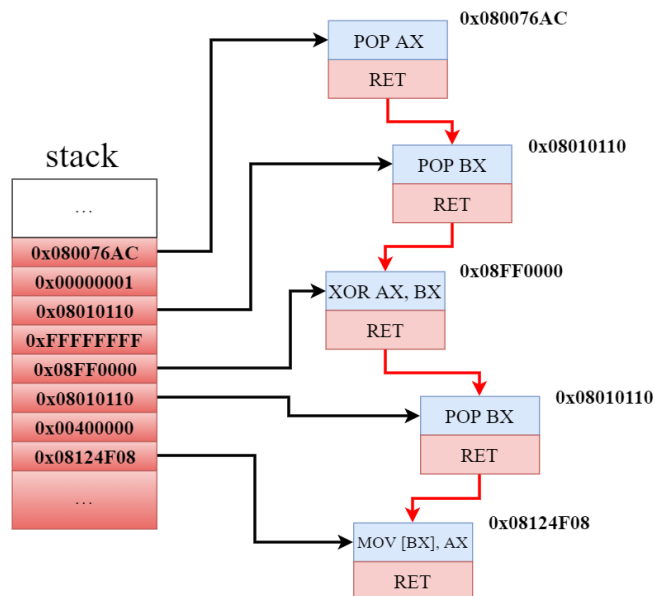 0x080076AC
POP AX
RET
0x08010110
POP BX
RET
stack
...
0x080076AC
0x00000001
0x08010110
0xFFFFFFFF
0x08FF0000
0x08010110
0x00400000
0x08124F08
...
0x08FF0000
XOR AX, BX
RET
0x08010110
POP BX
RET
0x08124F08
MOV [BX], AX
RET